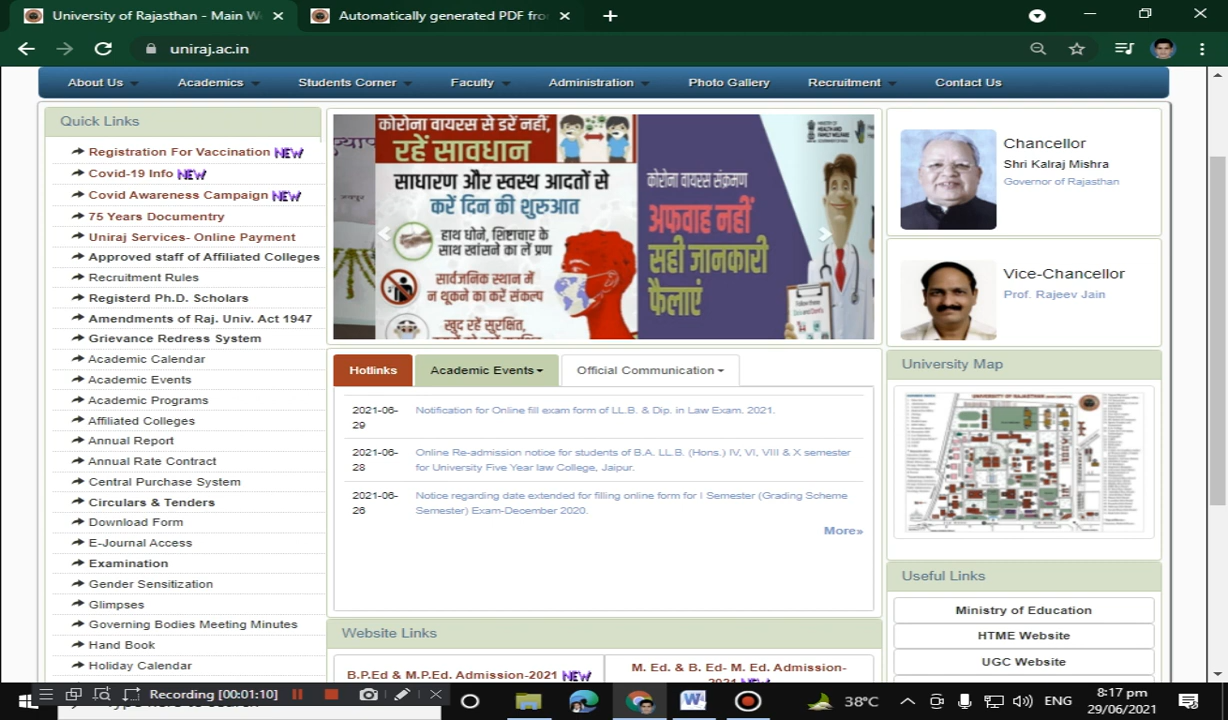 University of Rajasthan - Main W
Automatically generated PDF fro
uniraj.ac.in
About Us
Academics
Students Corner
Faculty
Administration
Photo Gallery
Recruitment
Contact Us
Quick Links
Registration For Vaccination NEW
Covid-19 Info NEW
Covid Awareness Campaign NEW
75 Years Documentry
Uniraj Services- Online Payment
Approved staff of Affiliated Colleges
Recruitment Rules
Registerd Ph.D. Scholars
Amendments of Raj. Univ. Act 1947
Grievance Redress System
Academic Calendar
Academic Events
Academic Programs
Affiliated Colleges
Annual Report
Annual Rate Contract
Central Purchase System
Circulars & Tenders
Download Form
E-Journal Access
Examination
Gender Sensitization
Glimpses
Governing Bodies Meeting Minutes
Hand Book
Holiday Calendar
कोरोना वायरस से डरें नहीं,
रहें सावधान
साधारण और स्वस्थ आदतों से
करें दिन की शुरुआत
हाथ धोने, शिष्टाचार के
साथ खांसने का लें प्रण
सार्वजनिक स्थान में
न थूकने का करें संकल्प
खुद रहें सुरक्षित,
MINISTRY OF
HEALTH AND
FAMILY WELFARE
कोरोना वायरस संक्रमण
अफवाह नहीं
सही जानकारी
फैलाएं
Hotlinks
Academic Events
Official Communication
2021-06-29 Notification for Online fill exam form of LL.B. & Dip. in Law Exam. 2021.
2021-06-28 Online Re-admission notice for students of B.A. LL.B. (Hons.) IV, VI, VIII & X semester
for University Five Year law College, Jaipur.
2021-06-26 Notice regarding date extended for filling online form for I Semester (Grading Scheme
Semester) Exam-December 2020.
More»
Website Links
B.P.Ed & M.P.Ed. Admission-2021 NEW
M. Ed. & B. Ed- M. Ed. Admission-
2021 NEW
Chancellor
Shri Kalraj Mishra
Governor of Rajasthan
Vice-Chancellor
Prof. Rajeev Jain
University Map
Useful Links
Ministry of Education
HTME Website
UGC Website
Recording [00:01:10]
38°C
ENG
8:17 pm
29/06/2021